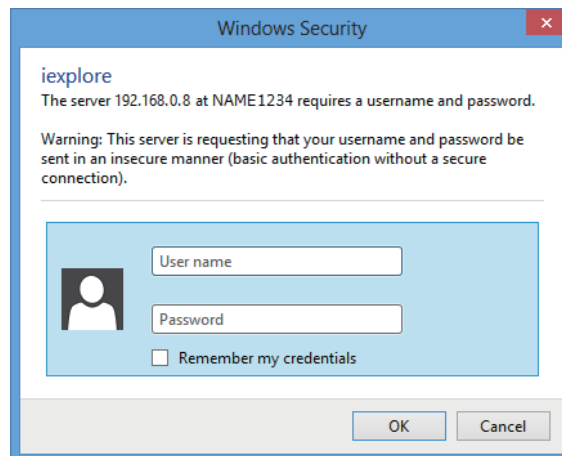 Windows Security
iexplore
The server 192.168.0.8 at NAME1234 requires a username and password.
Warning: This server is requesting that your username and password be
sent in an insecure manner (basic authentication without a secure
connection).
User name
Password
Remember my credentials
OK Cancel